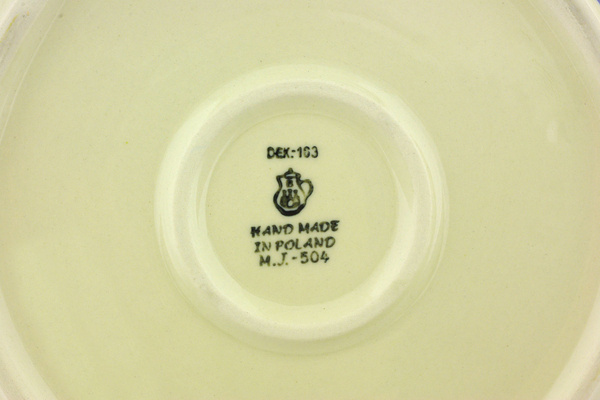 DEK:-163
HAND MADE
IN POLAND
M.J.-504